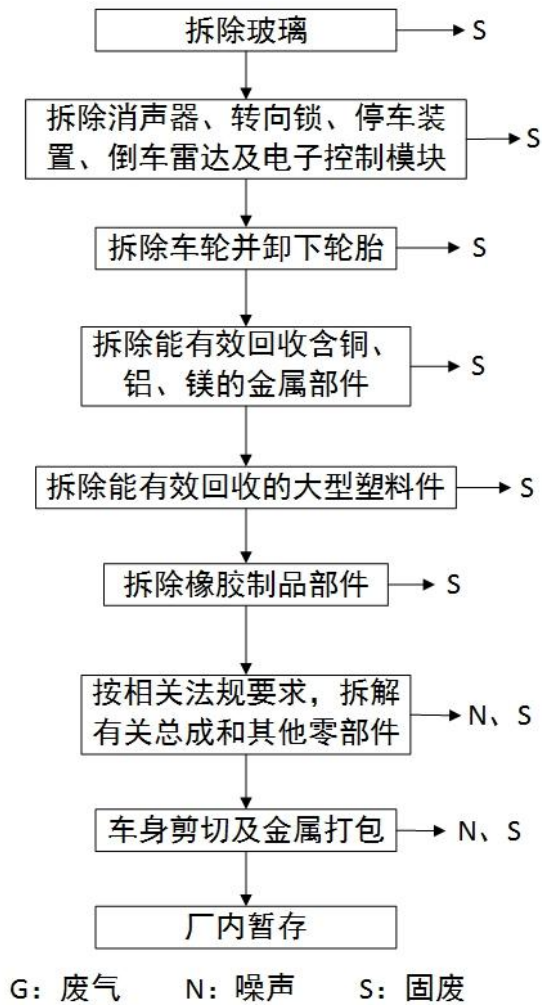 拆除玻璃 S
拆除消声器、转向锁、停车装
置、倒车雷达及电子控制模块 S
拆除车轮并卸下轮胎 S
拆除能有效回收含铜、
铝、镁的金属部件 S
拆除能有效回收的大型塑料件 S
拆除橡胶制品部件 S
按相关法规要求，拆解
有关总成和其他零部件 N、S
车身剪切及金属打包 N、S
厂内暂存
G：废气 N：噪声 S：固废